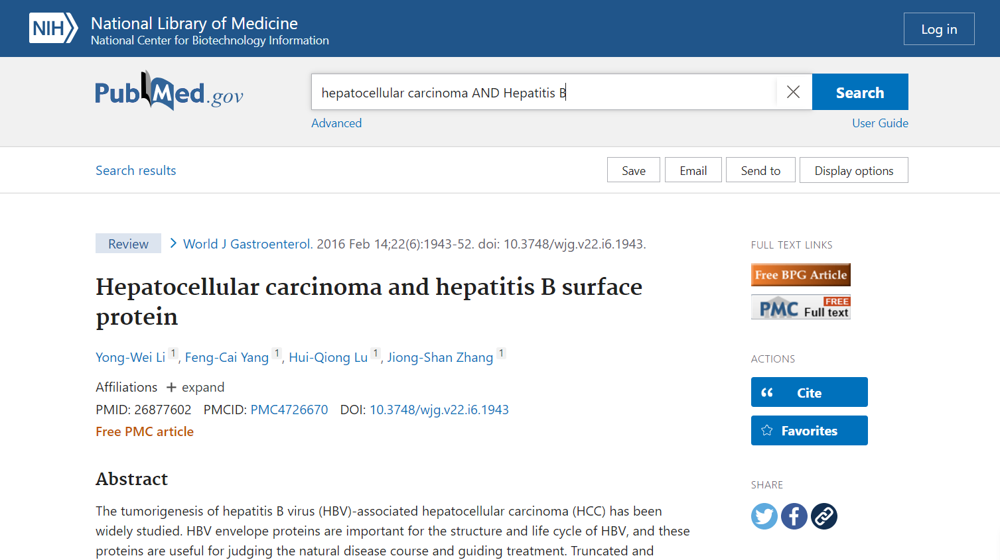 NIH
National Library of Medicine
National Center for Biotechnology Information
Log in
PubMed.gov
hepatocellular carcinoma AND Hepatitis B
Search
Advanced
User Guide
Search results
Save
Email
Send to
Display options
Review
World J Gastroenterol. 2016 Feb 14;22(6):1943-52. doi: 10.3748/wjg.v22.i6.1943.
Hepatocellular carcinoma and hepatitis B surface
protein
Yong-Wei Li 1, Feng-Cai Yang 1, Hui-Qiong Lu 1, Jiong-Shan Zhang 1
Affiliations + expand
PMID: 26877602 PMCID: PMC4726670 DOI: 10.3748/wjg.v22.i6.1943
Free PMC article
Abstract
The tumorigenesis of hepatitis B virus (HBV)-associated hepatocellular carcinoma (HCC) has been
widely studied. HBV envelope proteins are important for the structure and life cycle of HBV, and these
proteins are useful for judging the natural disease course and guiding treatment. Truncated and
FULL TEXT LINKS
Free BPG Article
PMC FREE Full text
ACTIONS
Cite
Favorites
SHARE